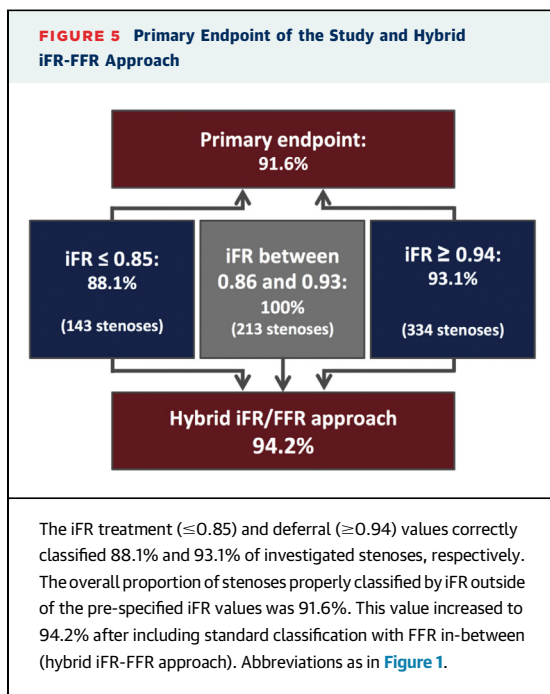 FIGURE 5 Primary Endpoint of the Study and Hybrid
iFR-FFR Approach
Primary endpoint:
91.6%
iFR ≤ 0.85:
88.1%
(143 stenoses)
iFR between
0.86 and 0.93:
100%
(213 stenoses)
iFR ≥ 0.94:
93.1%
(334 stenoses)
Hybrid iFR/FFR approach
94.2%
The iFR treatment (≤0.85) and deferral (≥0.94) values correctly
classified 88.1% and 93.1% of investigated stenoses, respectively.
The overall proportion of stenoses properly classified by iFR outside
of the pre-specified iFR values was 91.6%. This value increased to
94.2% after including standard classification with FFR in-between
(hybrid iFR-FFR approach). Abbreviations as in Figure 1.